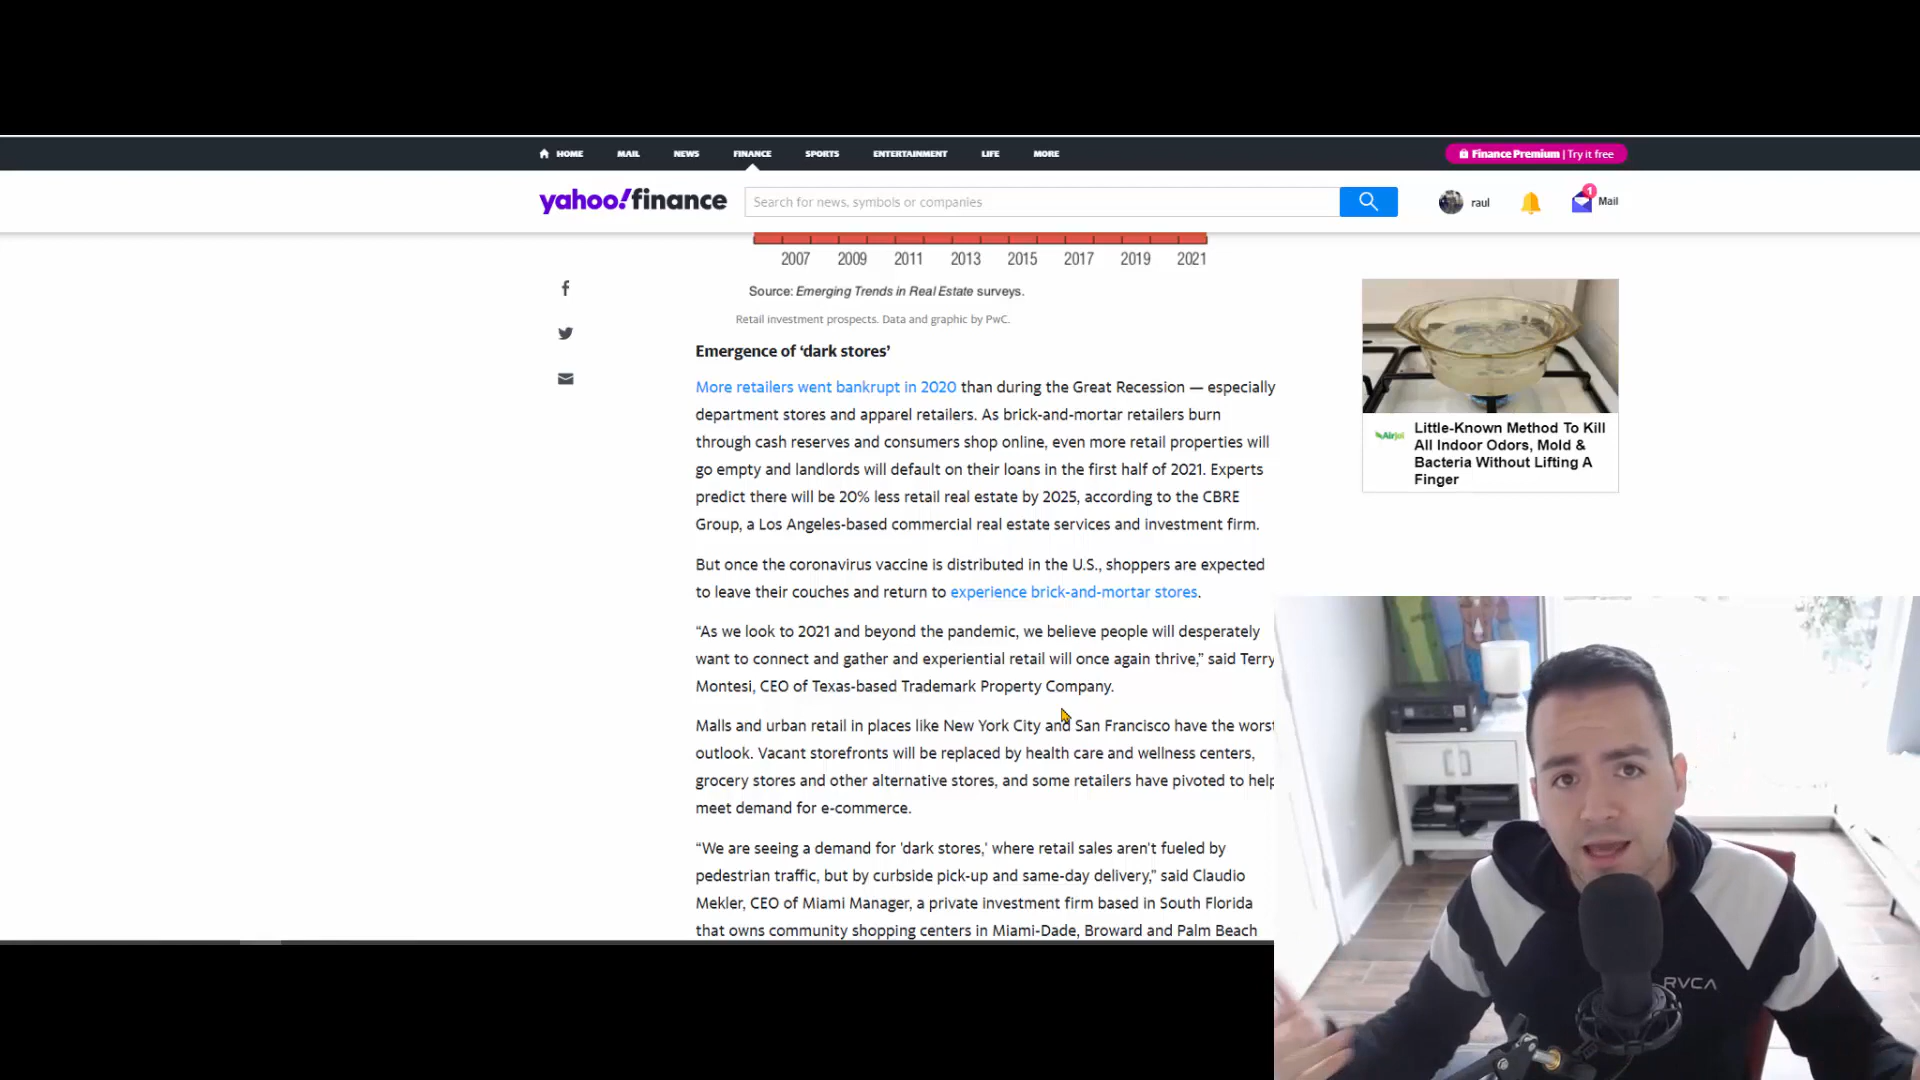 HOME MAIL NEWS FINANCE SPORTS ENTERTAINMENT LIFE MORE
Finance Premium | Try it free
yahoo!finance
Search for news, symbols or companies
raul
1
Mail
2007 2009 2011 2013 2015 2017 2019 2021
Source: Emerging Trends in Real Estate surveys.
Retail investment prospects. Data and graphic by PwC.
Emergence of ‘dark stores’
More retailers went bankrupt in 2020 than during the Great Recession — especially
department stores and apparel retailers. As brick-and-mortar retailers burn
through cash reserves and consumers shop online, even more retail properties will
go empty and landlords will default on their loans in the first half of 2021. Experts
predict there will be 20% less retail real estate by 2025, according to the CBRE
Group, a Los Angeles-based commercial real estate services and investment firm.
But once the coronavirus vaccine is distributed in the U.S., shoppers are expected
to leave their couches and return to experience brick-and-mortar stores.
“As we look to 2021 and beyond the pandemic, we believe people will desperately
want to connect and gather and experiential retail will once again thrive,” said Terry
Montesi, CEO of Texas-based Trademark Property Company.
Malls and urban retail in places like New York City and San Francisco have the worst
outlook. Vacant storefronts will be replaced by health care and wellness centers,
grocery stores and other alternative stores, and some retailers have pivoted to help
meet demand for e-commerce.
“We are seeing a demand for 'dark stores,' where retail sales aren't fueled by
pedestrian traffic, but by curbside pick-up and same-day delivery,” said Claudio
Mekler, CEO of Miami Manager, a private investment firm based in South Florida
that owns community shopping centers in Miami-Dade, Broward and Palm Beach
Airjoi
Little-Known Method To Kill
All Indoor Odors, Mold &
Bacteria Without Lifting A
Finger
RVCA